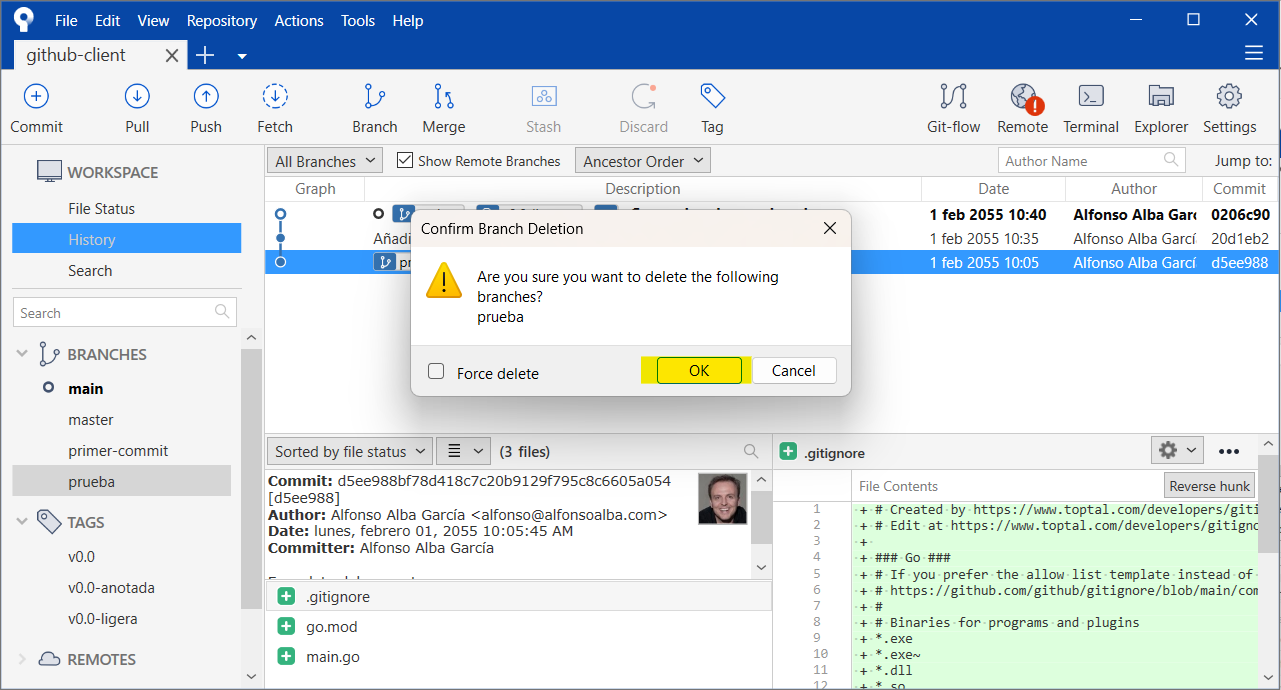 File Edit View Repository Actions Tools Help
github-client
Commit Pull Push Fetch Branch Merge Stash Discard Tag Git-flow Remote Terminal Explorer Settings
WORKSPACE
File Status
History
Search
Search
BRANCHES
main
master
primer-commit
prueba
TAGS
v0.0
v0.0-anotada
v0.0-ligera
REMOTES
All Branches Show Remote Branches Ancestor Order Author Name Jump to:
Graph Description Date Author Commit
1 feb 2055 10:40 Alfonso Alba Garc 0206c90
Añadi 1 feb 2055 10:35 Alfonso Alba Garcí 20d1eb2
pr 1 feb 2055 10:05 Alfonso Alba Garcí d5ee988
Confirm Branch Deletion
Are you sure you want to delete the following
branches?
prueba
Force delete OK Cancel
Sorted by file status (3 files)
Commit: d5ee988bf78d418c7c20b9129f795c8c6605a054
[d5ee988]
Author: Alfonso Alba García <alfonso@alfonsoalba.com>
Date: lunes, febrero 01, 2055 10:05:45 AM
Committer: Alfonso Alba García
.gitignore
go.mod
main.go
.gitignore
File Contents Reverse hunk
1 + # Created by https://www.toptal.com/developers/giti
2 + # Edit at https://www.toptal.com/developers/gitigno
3 +
4 + ### Go ###
5 + # If you prefer the allow list template instead of
6 + # https://github.com/github/gitignore/blob/main/com
7 + #
8 + # Binaries for programs and plugins
9 + *.exe
10 + *.exe~
11 + *.dll
12 + *.so